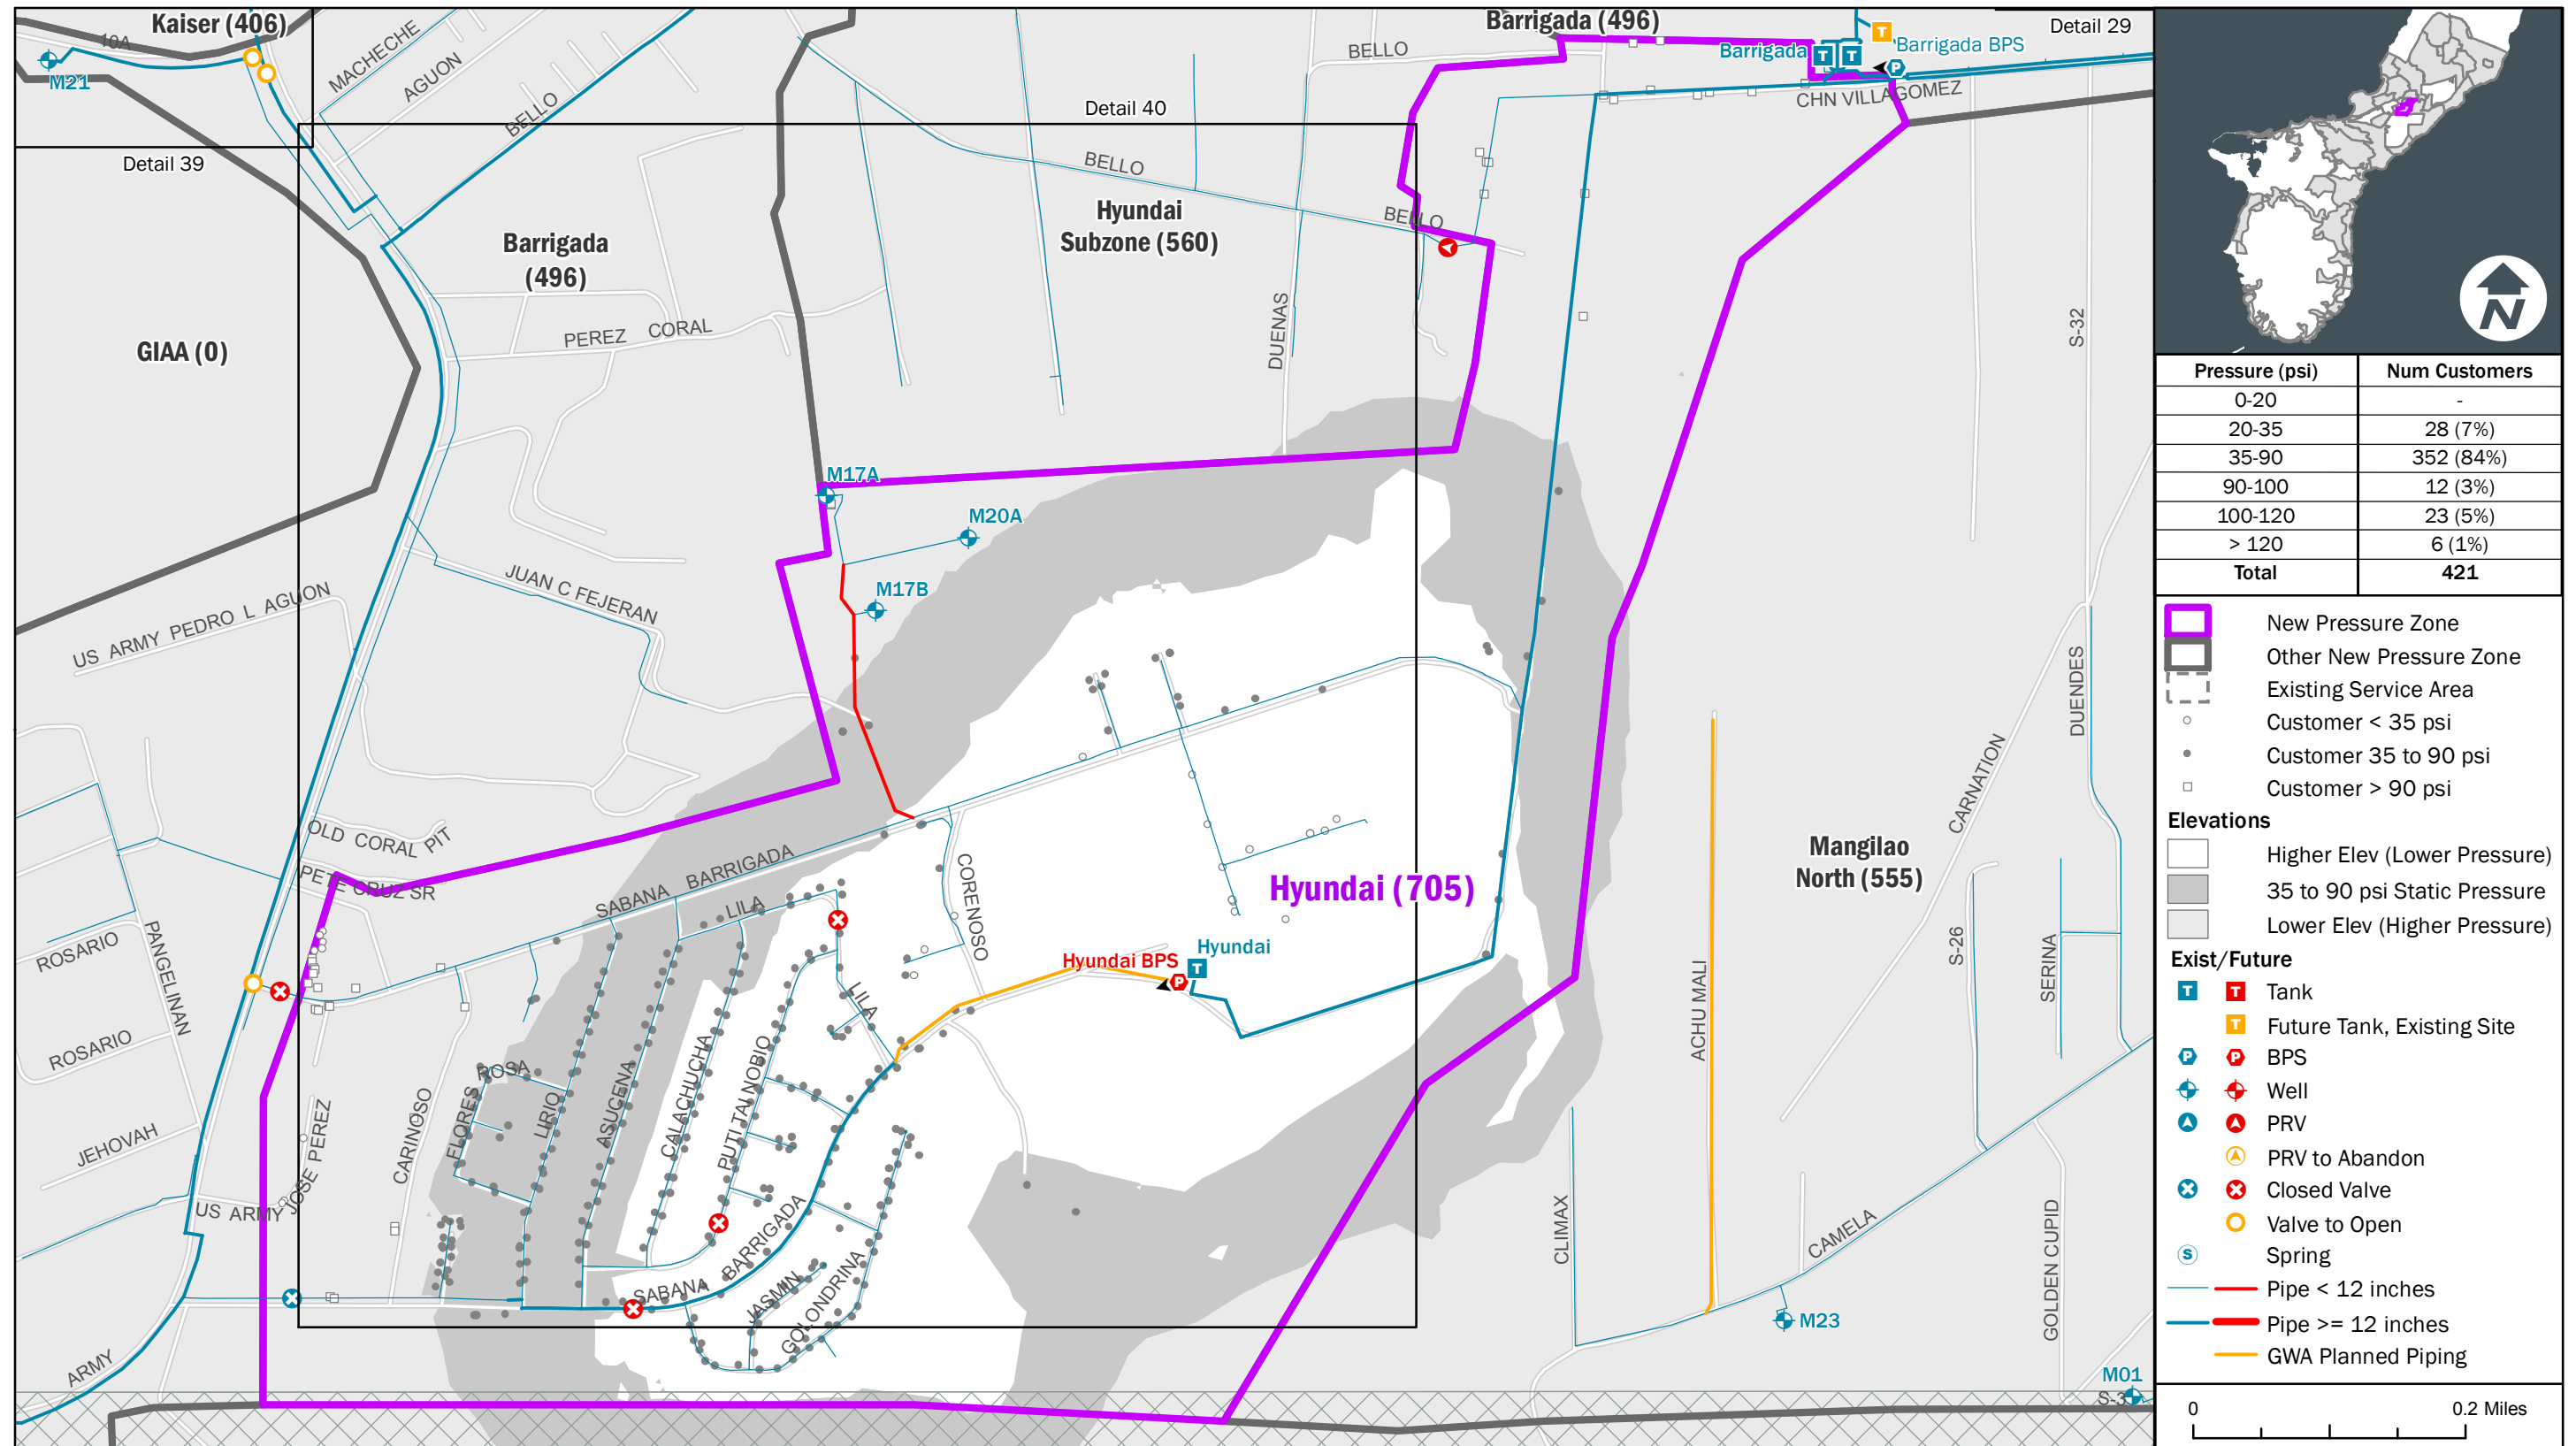 Kaiser (406)
10A
M21
MACHECHE
AGUON
BELLO
Detail 39
Detail 40
Barrigada (496)
BELLO
Barrigada
Barrigada BPS
Detail 29
CHN VILLAGOMEZ
BELLO
BELLO
Hyundai
Subzone (560)
Barrigada
(496)
GIAA (0)
PEREZ CORAL
DUENAS
S-32
M17A
M20A
M17B
JUAN C FEJERAN
US ARMY PEDRO L AGUON
OLD CORAL PIT
PETE CRUZ SR
SABANA BARRIGADA
LILA
CORENOSO
Hyundai (705)
Mangilao
North (555)
CARNATION
DUENDES
ROSARIO
PANGELINAN
Hyundai
Hyundai BPS
LILA
S-26
SERINA
ACHU MALI
ROSARIO
ROSA
FLORES
LIRIO
ASUCENA
CALACHUCHA
PUTI TAI NOBIO
CARINOSO
JOSE PEREZ
JEHOVAH
US ARMY
SABANA BARRIGADA
JASMIN
GOLONDRINA
CLIMAX
CAMELA
GOLDEN CUPID
M23
ARMY
M01
S-3
N
Pressure (psi) Num Customers
0-20 -
20-35 28 (7%)
35-90 352 (84%)
90-100 12 (3%)
100-120 23 (5%)
> 120 6 (1%)
Total 421
New Pressure Zone
Other New Pressure Zone
Existing Service Area
Customer < 35 psi
Customer 35 to 90 psi
Customer > 90 psi
Elevations
Higher Elev (Lower Pressure)
35 to 90 psi Static Pressure
Lower Elev (Higher Pressure)
Exist/Future
T T Tank
T Future Tank, Existing Site
P P BPS
Well
PRV
PRV to Abandon
Closed Valve
Valve to Open
S Spring
Pipe < 12 inches
Pipe >= 12 inches
GWA Planned Piping
0 0.2 Miles